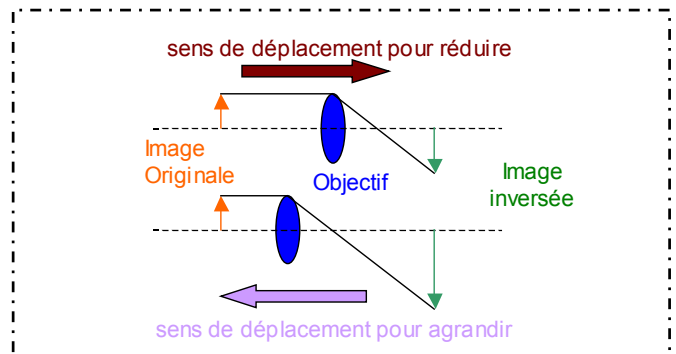 sens de déplacement pour réduire
Image
Originale
Objectif
Image
inversée
sens de déplacement pour agrandir